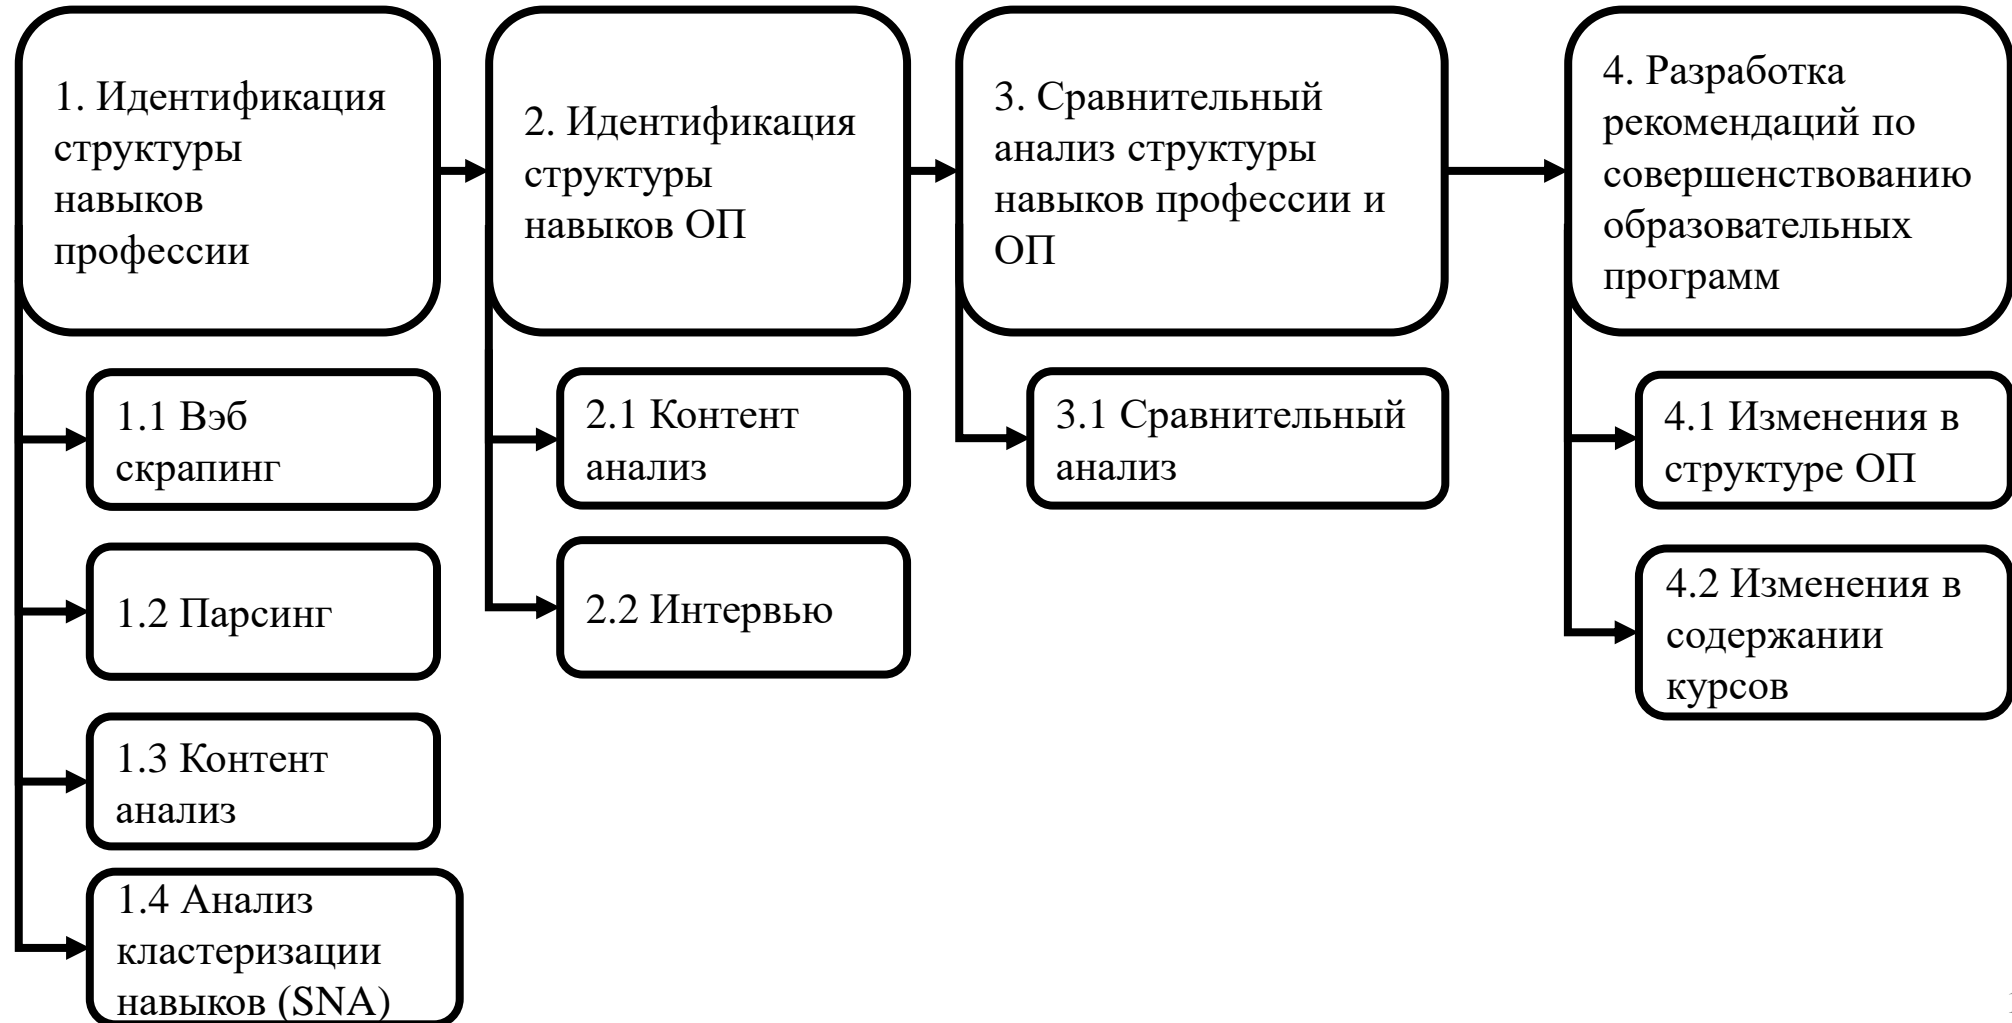 1. Идентификация
структуры
навыков
профессии
1.1 Вэб
скрапинг
1.2 Парсинг
1.3 Контент
анализ
1.4 Анализ
кластеризации
навыков (SNA)
2. Идентификация
структуры
навыков ОП
2.1 Контент
анализ
2.2 Интервью
3. Сравнительный
анализ структуры
навыков профессии и
ОП
3.1 Сравнительный
анализ
4. Разработка
рекомендаций по
совершенствованию
образовательных
программ
4.1 Изменения в
структуре ОП
4.2 Изменения в
содержании
курсов